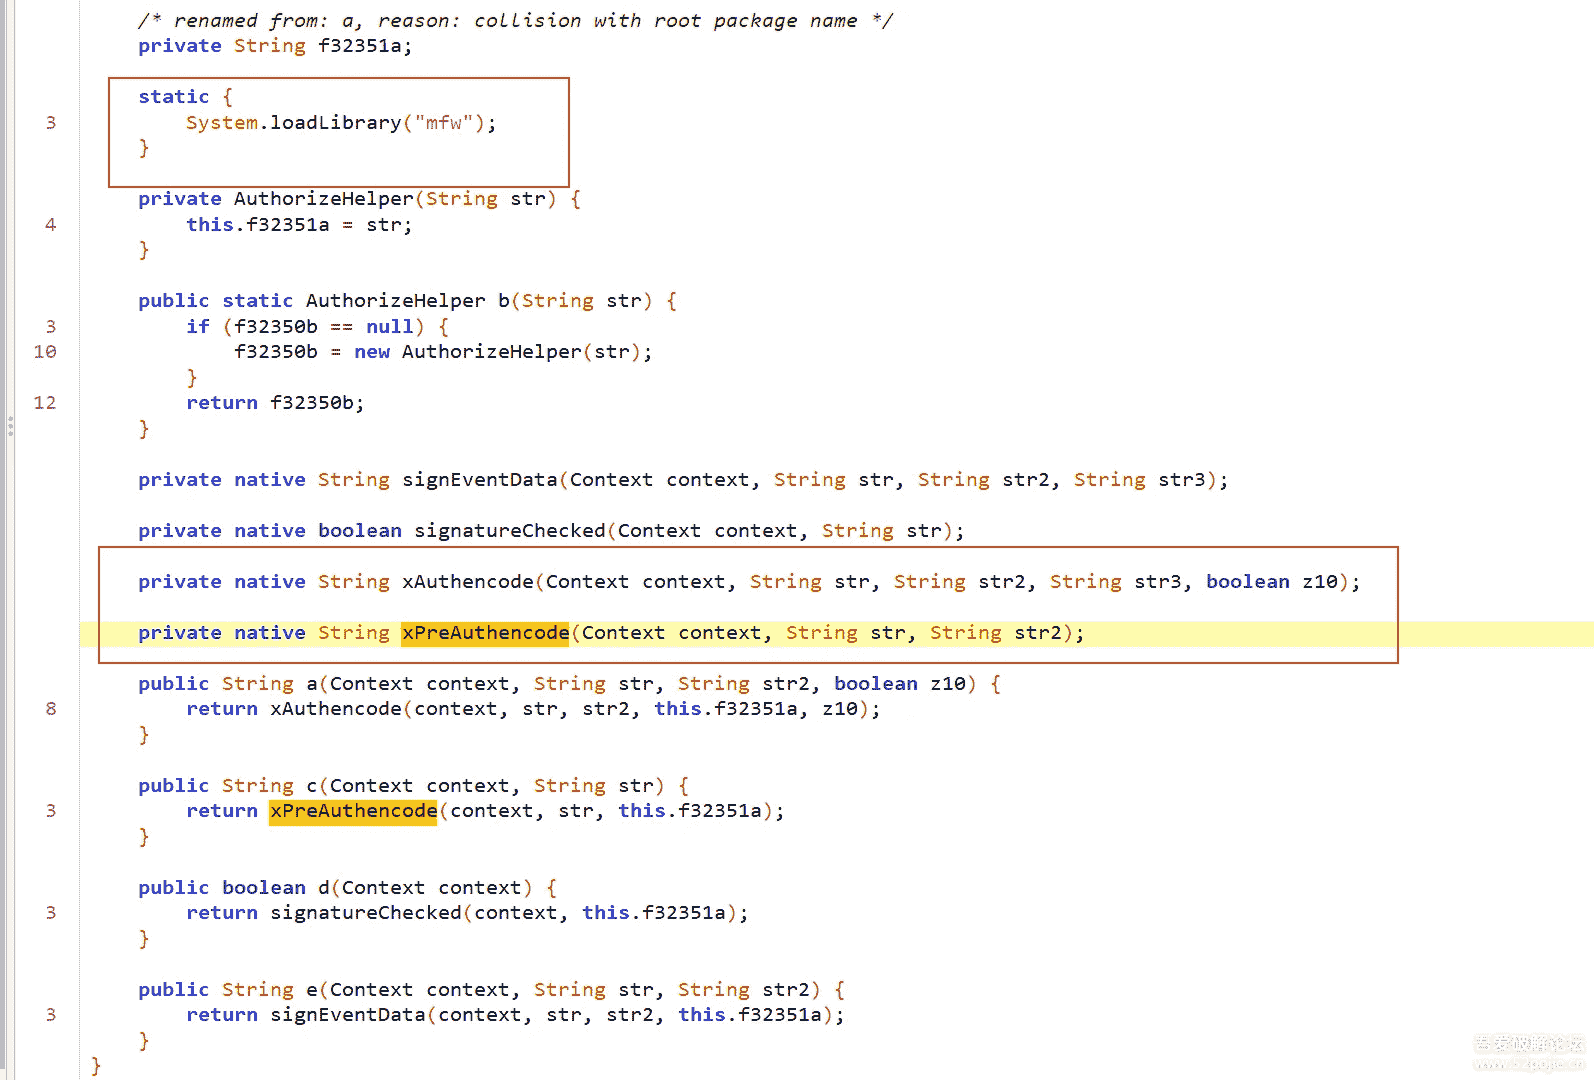 /* renamed from: a, reason: collision with root package name */
private String f32351a;
static {
3 System.loadLibrary("mfw");
}
private AuthorizeHelper(String str) {
4 this.f32351a = str;
}
public static AuthorizeHelper b(String str) {
3 if (f32350b == null) {
10 f32350b = new AuthorizeHelper(str);
}
12 return f32350b;
}
private native String signEventData(Context context, String str, String str2, String str3);
private native boolean signatureChecked(Context context, String str);
private native String xAuthencode(Context context, String str, String str2, String str3, boolean z10);
private native String xPreAuthencode(Context context, String str, String str2);
public String a(Context context, String str, String str2, boolean z10) {
8 return xAuthencode(context, str, str2, this.f32351a, z10);
}
public String c(Context context, String str) {
3 return xPreAuthencode(context, str, this.f32351a);
}
public boolean d(Context context) {
3 return signatureChecked(context, this.f32351a);
}
public String e(Context context, String str, String str2) {
3 return signEventData(context, str, str2, this.f32351a);
}
}